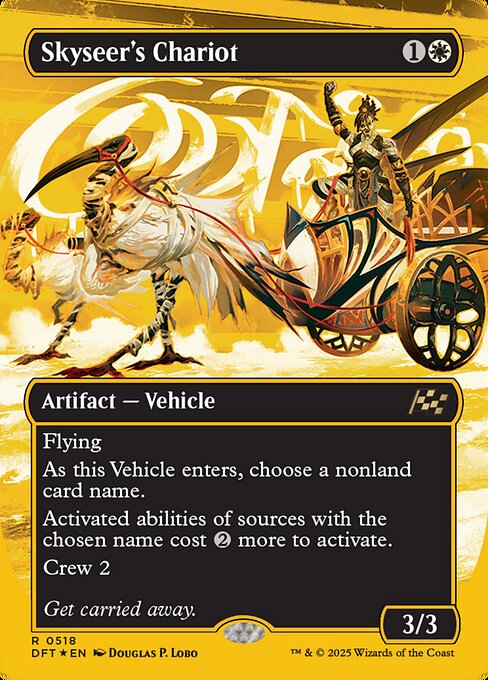 Skyseer's Chariot 1
Artifact — Vehicle
Flying
As this Vehicle enters, choose a nonland
card name.
Activated abilities of sources with the
chosen name cost 2 more to activate.
Crew 2
Get carried away.
3/3
R 0518
DFT★EN Douglas P. Lobo
™ & © 2025 Wizards of the Coast